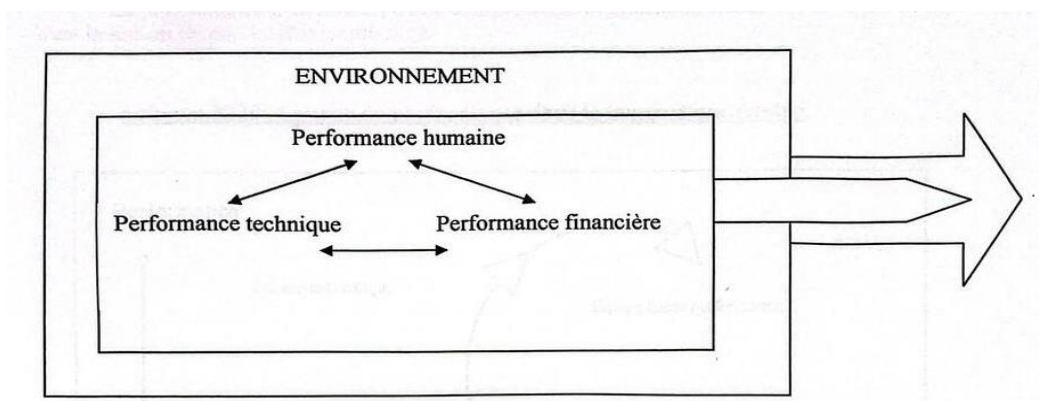 ENVIRONNEMENT
Performance humaine
Performance technique
Performance financière